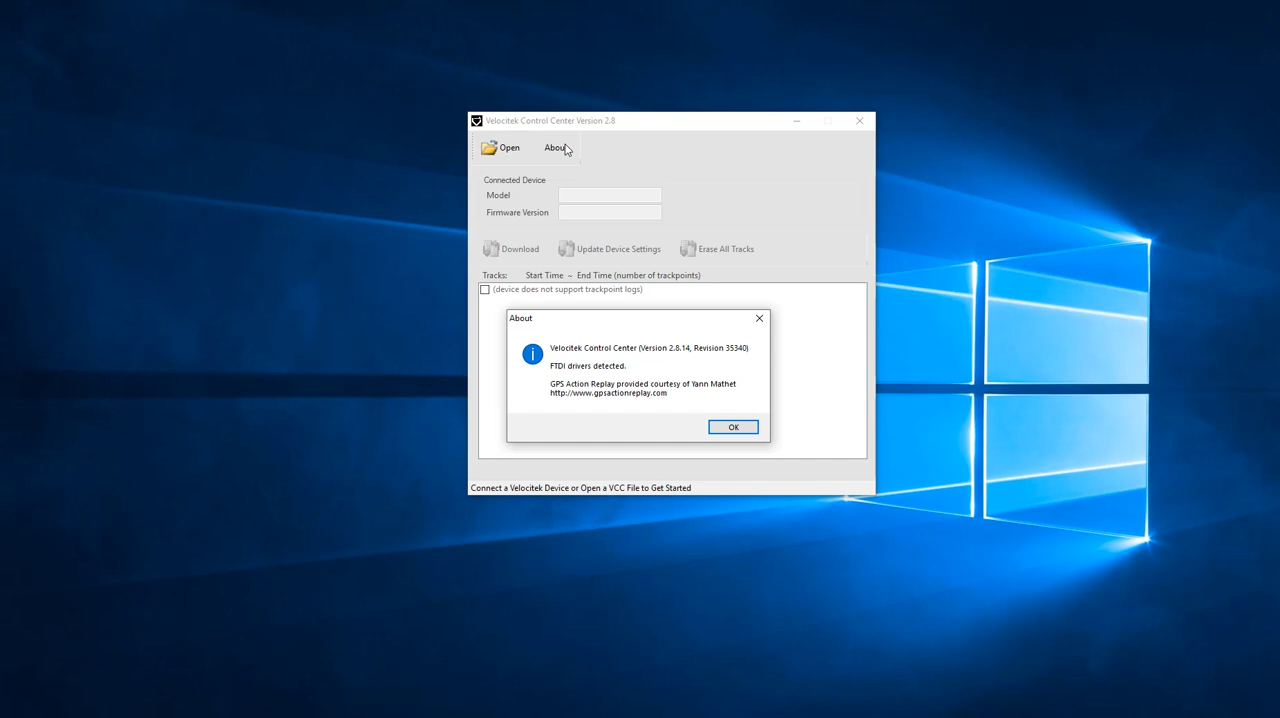 Velocitek Control Center Version 2.8
Open About
Connected Device
Model
Firmware Version
Download Update Device Settings Erase All Tracks
Tracks: Start Time ~ End Time (number of trackpoints)
(device does not support trackpoint logs)
About
Velocitek Control Center (Version 2.8.14, Revision 35340)
FTDI drivers detected.
GPS Action Replay provided courtesy of Yann Mathet
http://www.gpsactionreplay.com
OK
Connect a Velocitek Device or Open a VCC File to Get Started